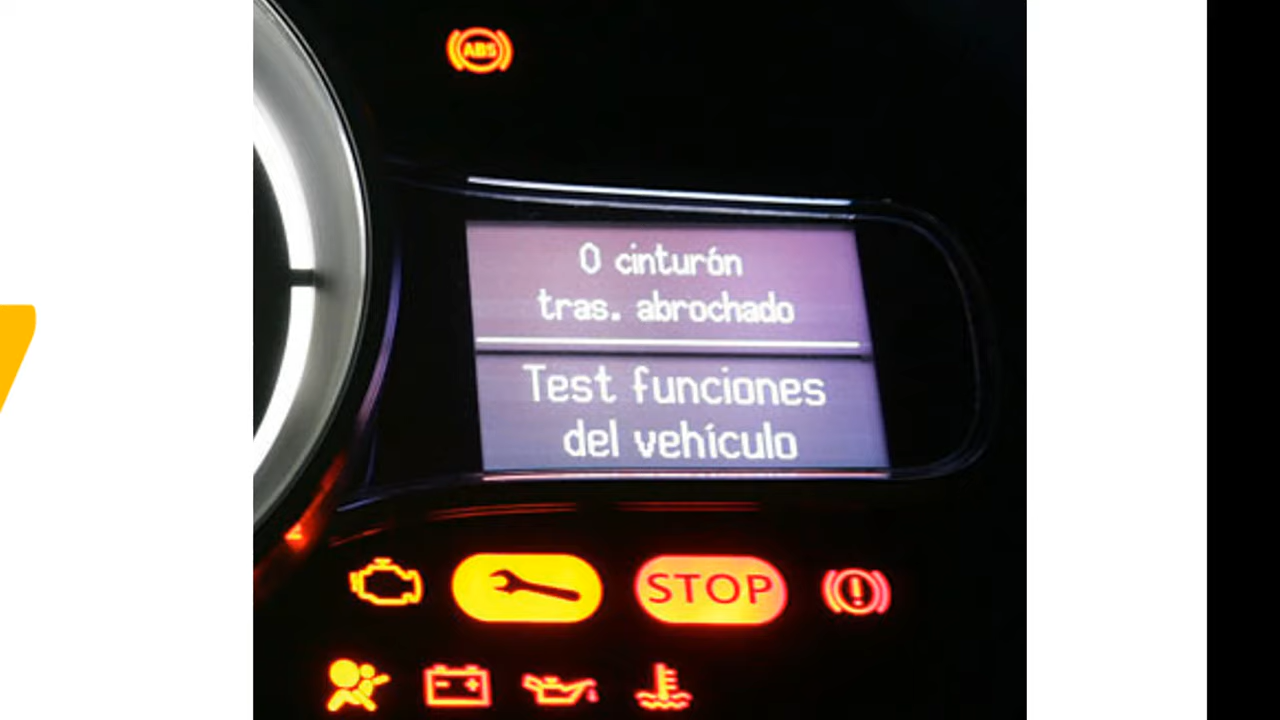 ABS
0 cinturón
tras. abrochado
Test funciones
del vehículo
STOP